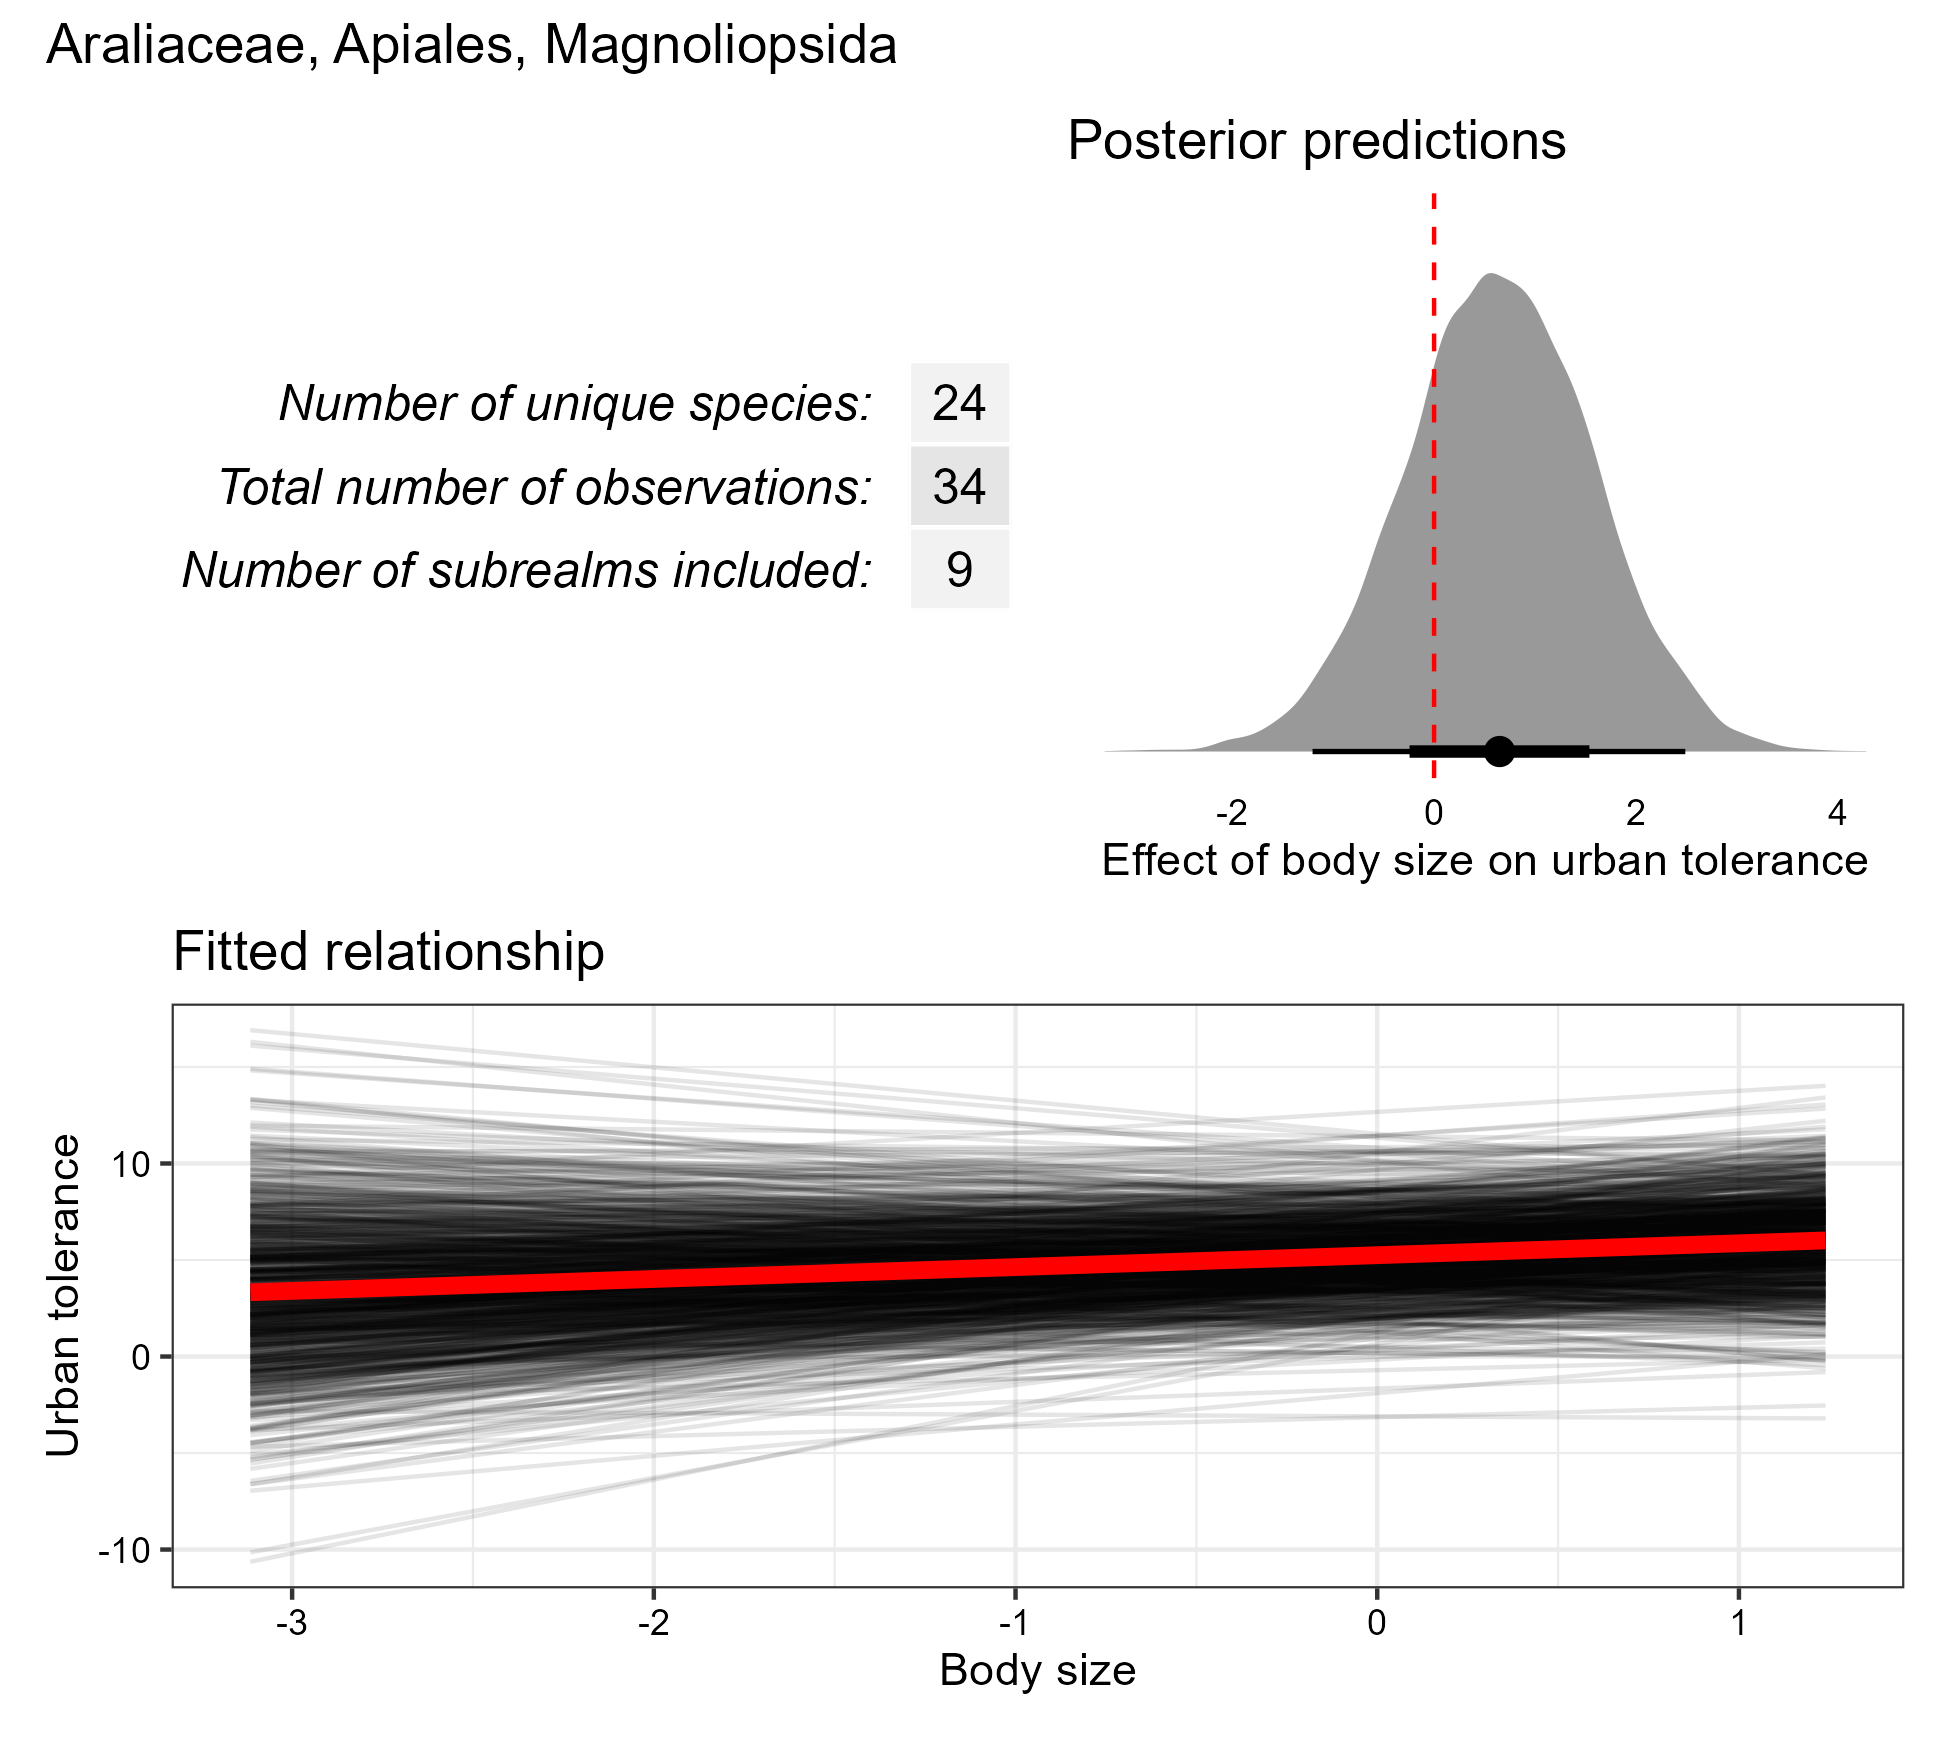 Araliaceae, Apiales, Magnoliopsida
Posterior predictions
Number of unique species: 24
Total number of observations: 34
Number of subrealms included: 9
-2 0 2 4
Effect of body size on urban tolerance
Fitted relationship
Urban tolerance
10
0
-10
-3 -2 -1 0 1
Body size